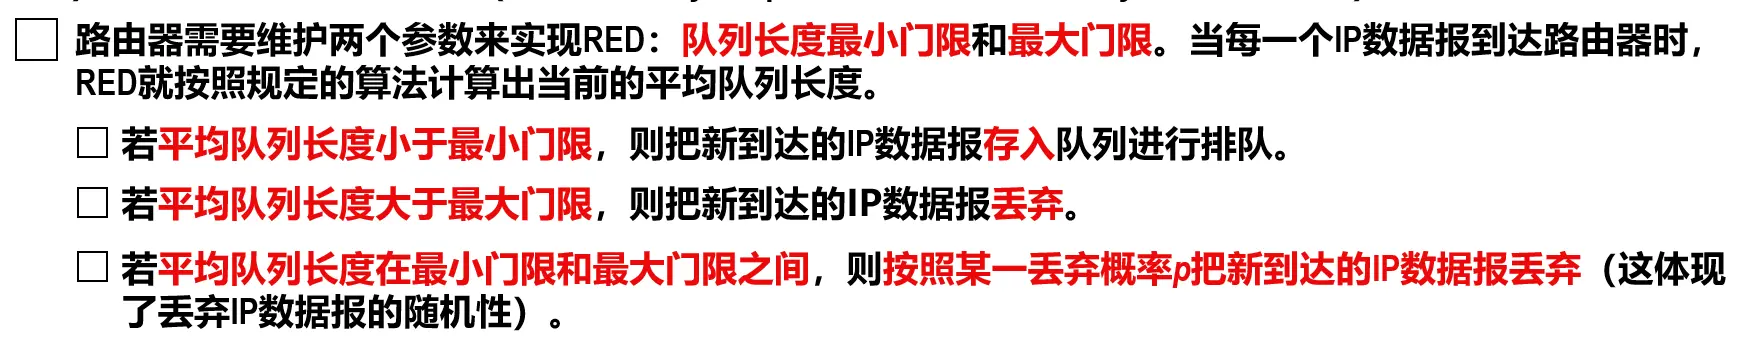 路由器需要维护两个参数来实现RED：队列长度最小门限和最大门限。当每一个IP数据报到达路由器时，
RED就按照规定的算法计算出当前的平均队列长度。
若平均队列长度小于最小门限，则把新到达的IP数据报存入队列进行排队。
若平均队列长度大于最大门限，则把新到达的IP数据报丢弃。
若平均队列长度在最小门限和最大门限之间，则按照某一丢弃概率p把新到达的IP数据报丢弃（这体现
了丢弃IP数据报的随机性）。